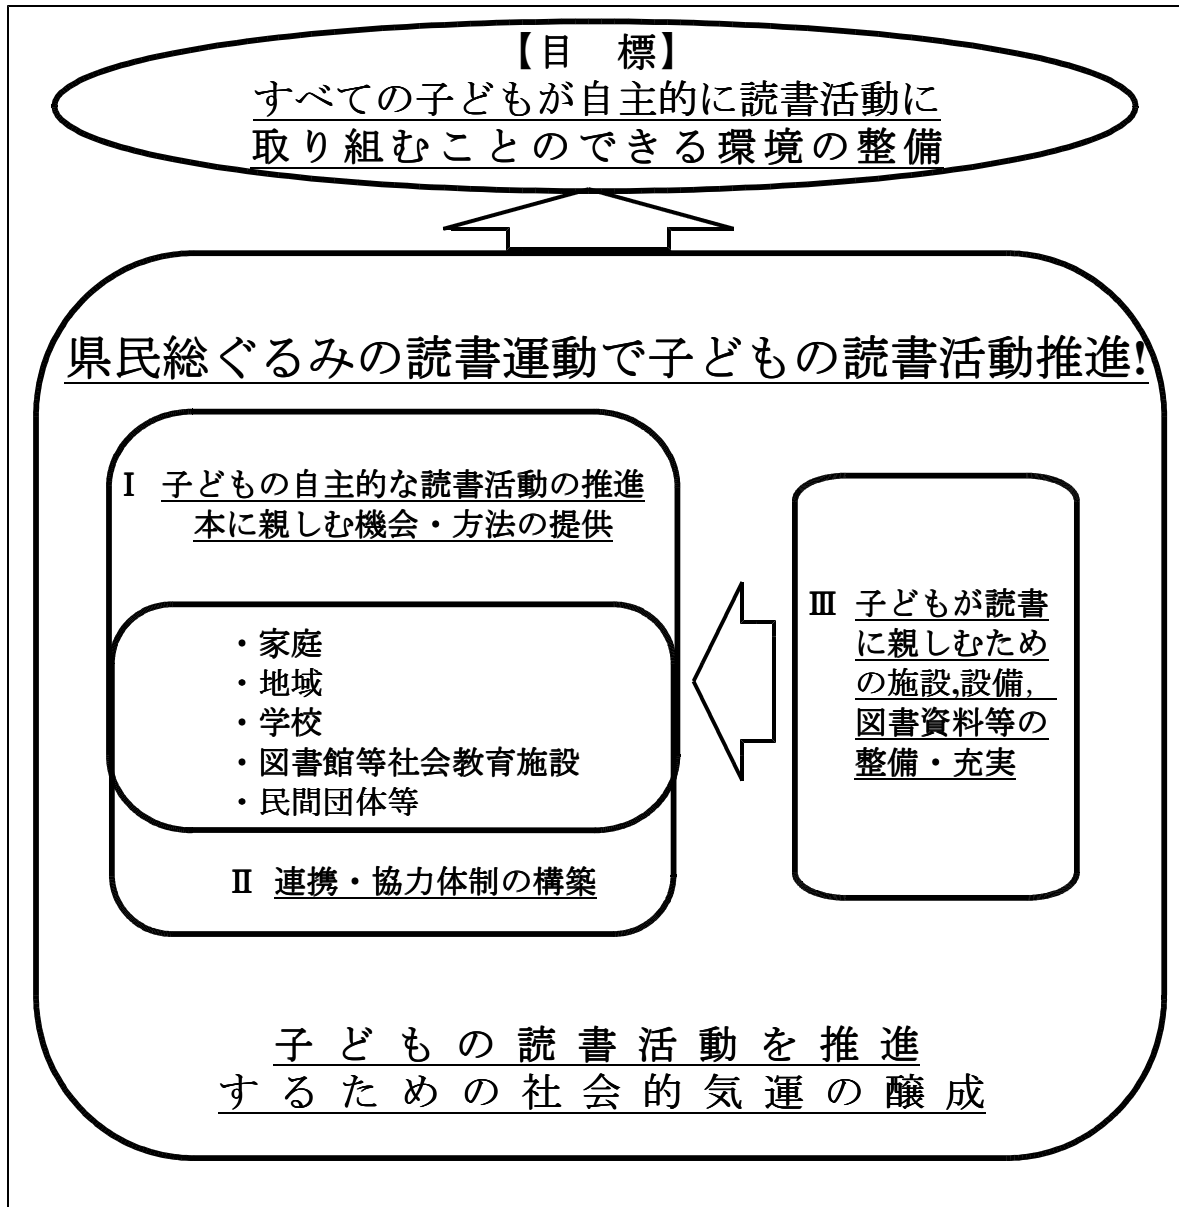 【目　標】
すべての子どもが自主的に読書活動に
取り組むことのできる環境の整備
県民総ぐるみの読書運動で子どもの読書活動推進!
Ⅰ　子どもの自主的な読書活動の推進
本に親しむ機会・方法の提供
・家庭
・地域
・学校
・図書館等社会教育施設
・民間団体等
Ⅱ　連携・協力体制の構築
Ⅲ　子どもが読書
に親しむため
の施設,設備,
図書資料等の
整備・充実
子どもの読書活動を推進
するための社会的気運の醸成